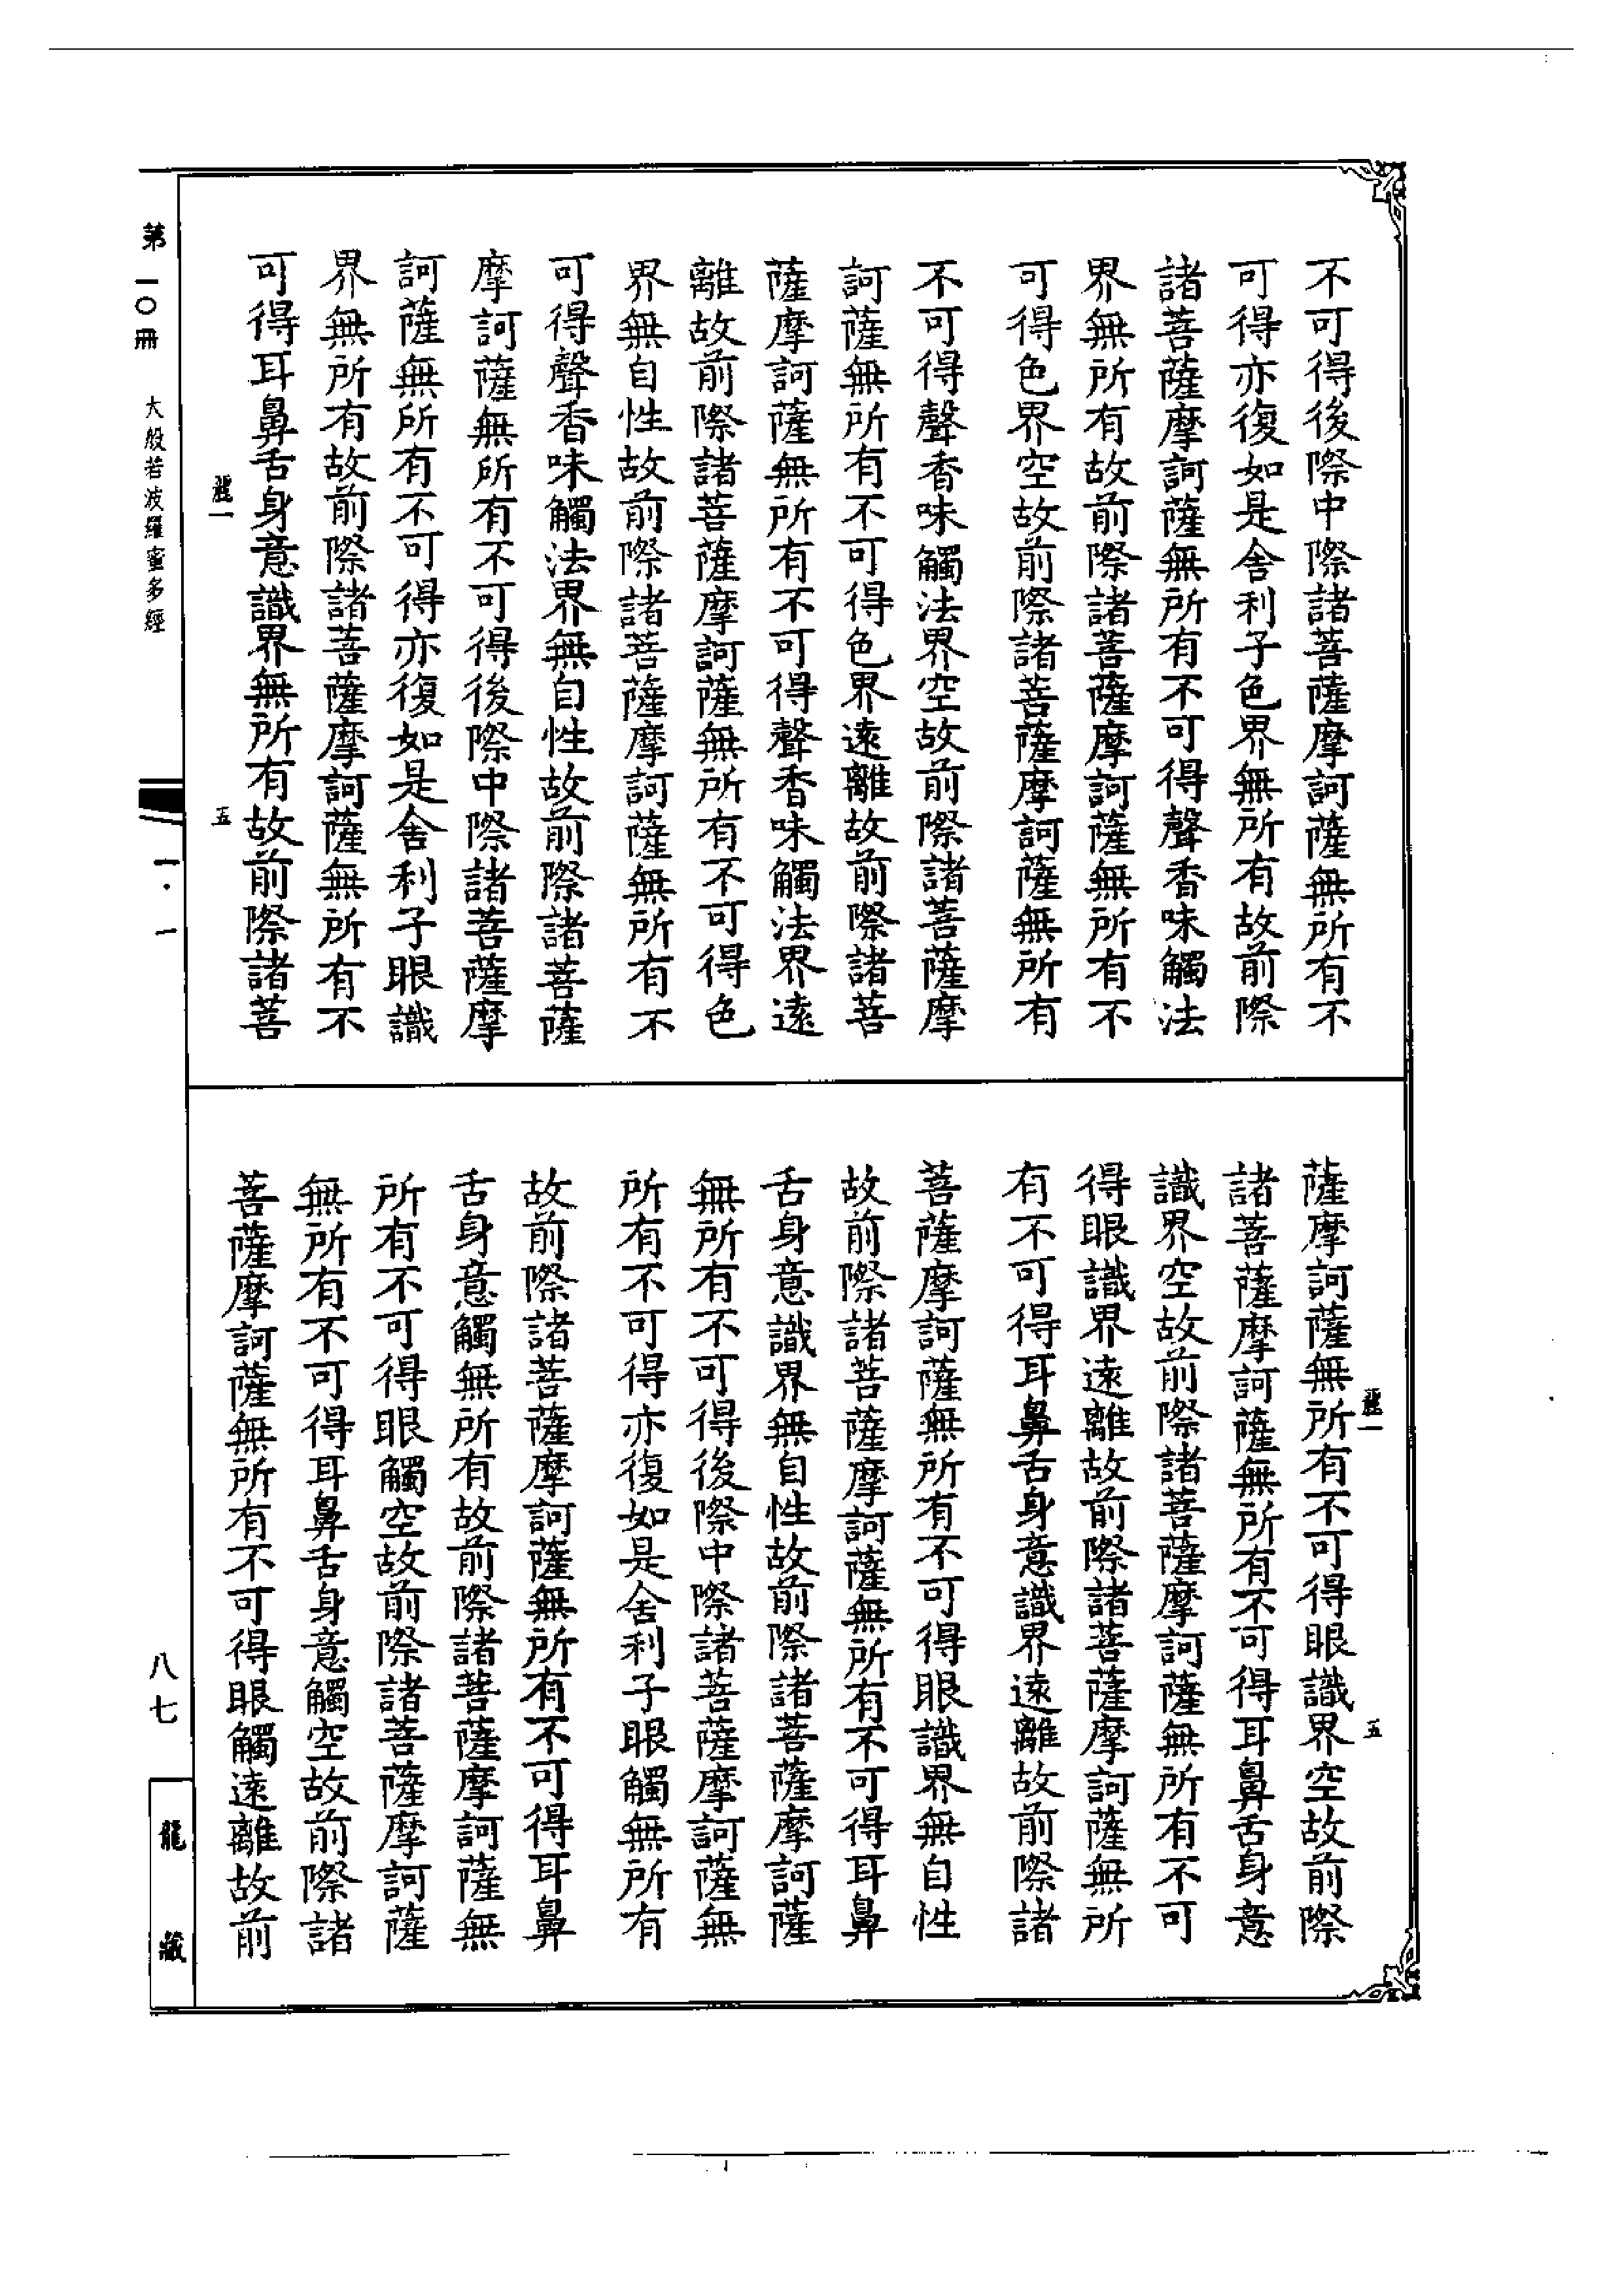 不可得後際中際諸菩薩摩訶薩無所有不
可得亦復如是舍利子色界無所有故前際
諸菩薩摩訶薩無所有不可得聲香味觸法
界無所有故前際諸菩薩摩訶薩無所有不
可得色界空故前際諸菩薩摩訶薩無所有
不可得聲香味觸法界空故前際諸菩薩摩
訶薩無所有不可得色界遠離故前際諸菩
薩摩訶薩無所有不可得聲香味觸法界遠
離故前際諸菩薩摩訶薩無所有不可得色
界無自性故前際諸菩薩摩訶薩無所有不
可得聲香味觸法界無自性故前際諸菩薩
摩訶薩無所有不可得後際中際諸菩薩摩
訶薩無所有不可得亦復如是舍利子眼識
界無所有故前際諸菩薩摩訶薩無所有不
可得耳鼻舌身意識界無所有故前際諸菩
麗一 五
薩摩訶薩無所有不可得眼識界空故前際
諸菩薩摩訶薩無所有不可得耳鼻舌身意
識界空故前際諸菩薩摩訶薩無所有不可
得眼識界遠離故前際諸菩薩摩訶薩無所
有不可得耳鼻舌身意識界遠離故前際諸
菩薩摩訶薩無所有不可得眼識界無自性
故前際諸菩薩摩訶薩無所有不可得耳鼻
舌身意識界無自性故前際諸菩薩摩訶薩
無所有不可得後際中際諸菩薩摩訶薩無
所有不可得亦復如是舍利子眼觸無所有
故前際諸菩薩摩訶薩無所有不可得耳鼻
舌身意觸無所有故前際諸菩薩摩訶薩無
所有不可得眼觸空故前際諸菩薩摩訶薩
無所有不可得耳鼻舌身意觸空故前際諸
菩薩摩訶薩無所有不可得眼觸遠離故前
麗一 五
第一〇冊 大般若波羅蜜多經 一·一 八七 龍藏